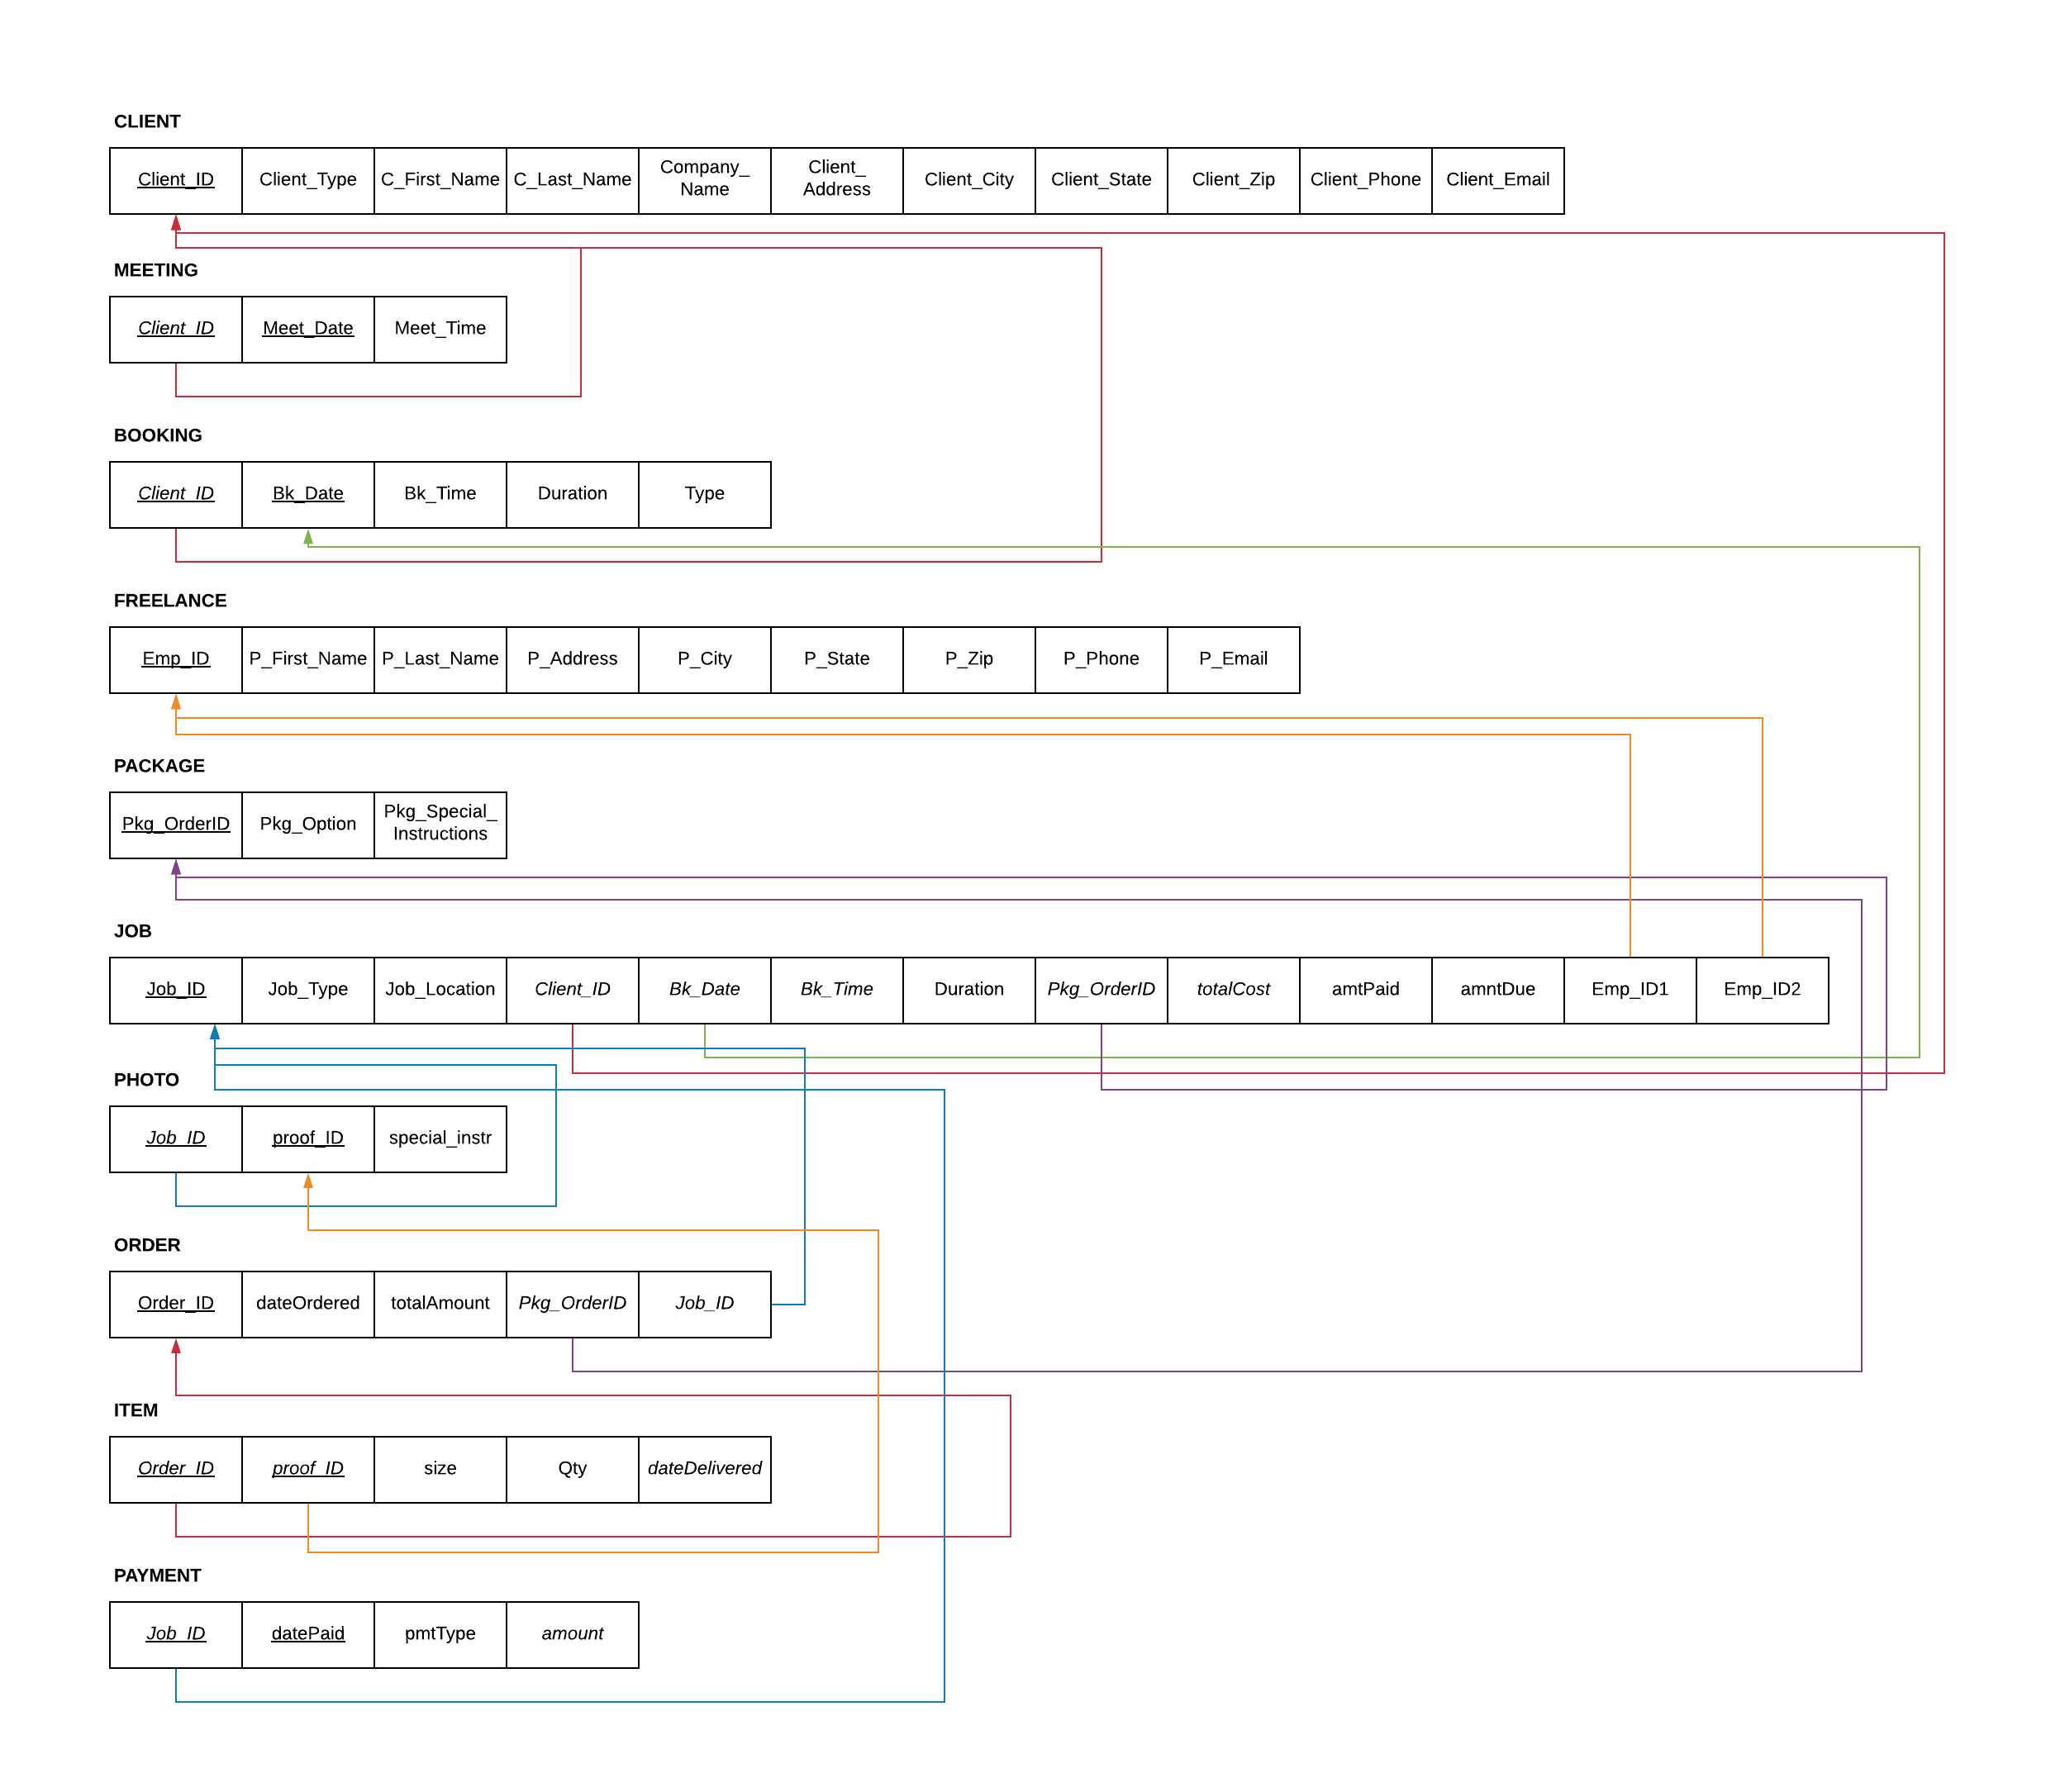 CLIENT
Client_ID Client_Type C_First_Name C_Last_Name Company_ Client_ Client_City Client_State Client_Zip Client_Phone Client_Email
Name Address
MEETING
Client_ID Meet_Date Meet_Time
BOOKING
Client_ID Bk_Date Bk_Time Duration Type
FREELANCE
Emp_ID P_First_Name P_Last_Name P_Address P_City P_State P_Zip P_Phone P_Email
PACKAGE
Pkg_OrderID Pkg_Option Pkg_Special_
Instructions
JOB
Job_ID Job_Type Job_Location Client_ID Bk_Date Bk_Time Duration Pkg_OrderID totalCost amtPaid amntDue Emp_ID1 Emp_ID2
PHOTO
Job_ID proof_ID special_instr
ORDER
Order_ID dateOrdered totalAmount Pkg_OrderID Job_ID
ITEM
Order_ID proof_ID size Qty dateDelivered
PAYMENT
Job_ID datePaid pmtType amount